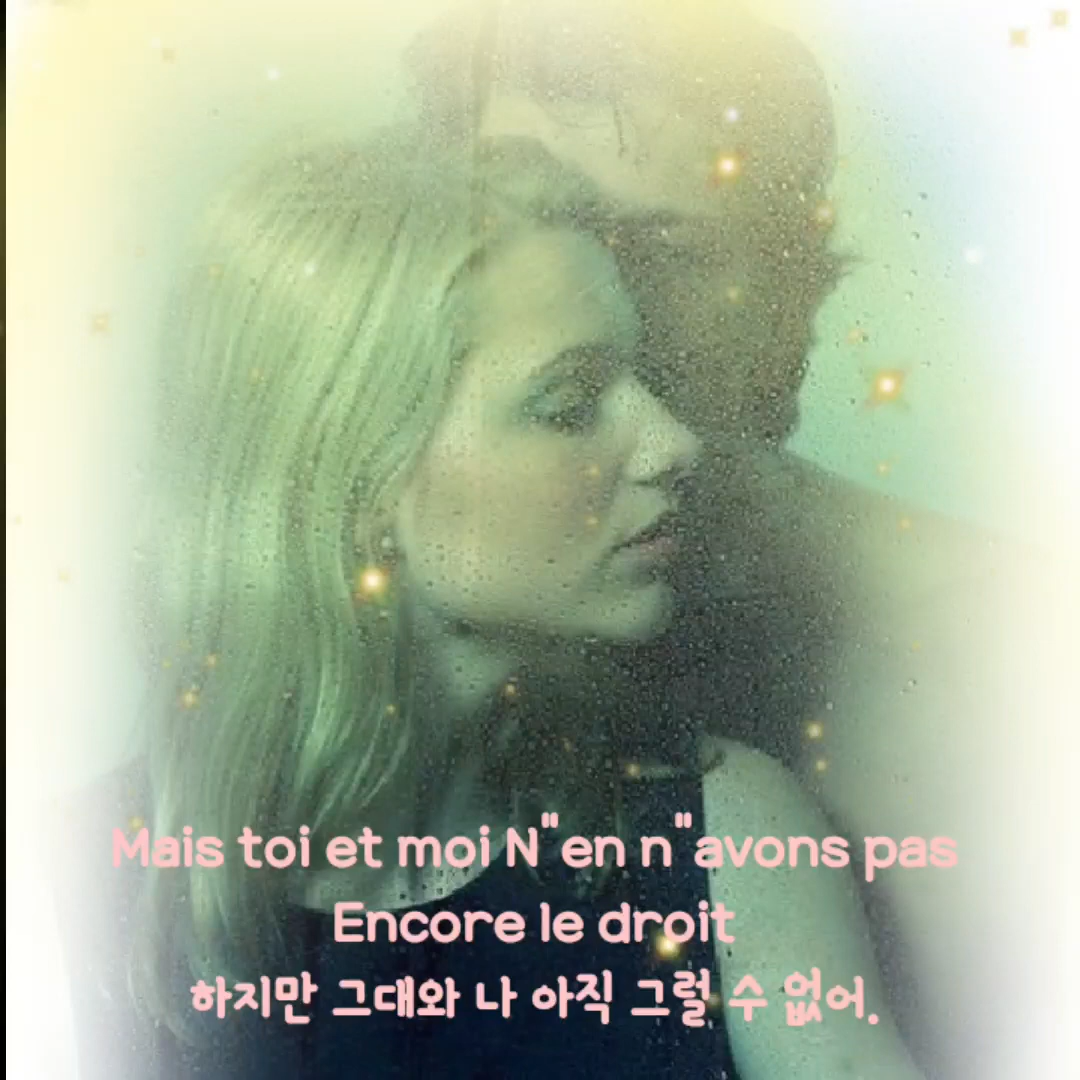 Mais toi et moi N"en n"avons pas
Encore le droit
하지만 그대와 나 아직 그럴 수 없어.